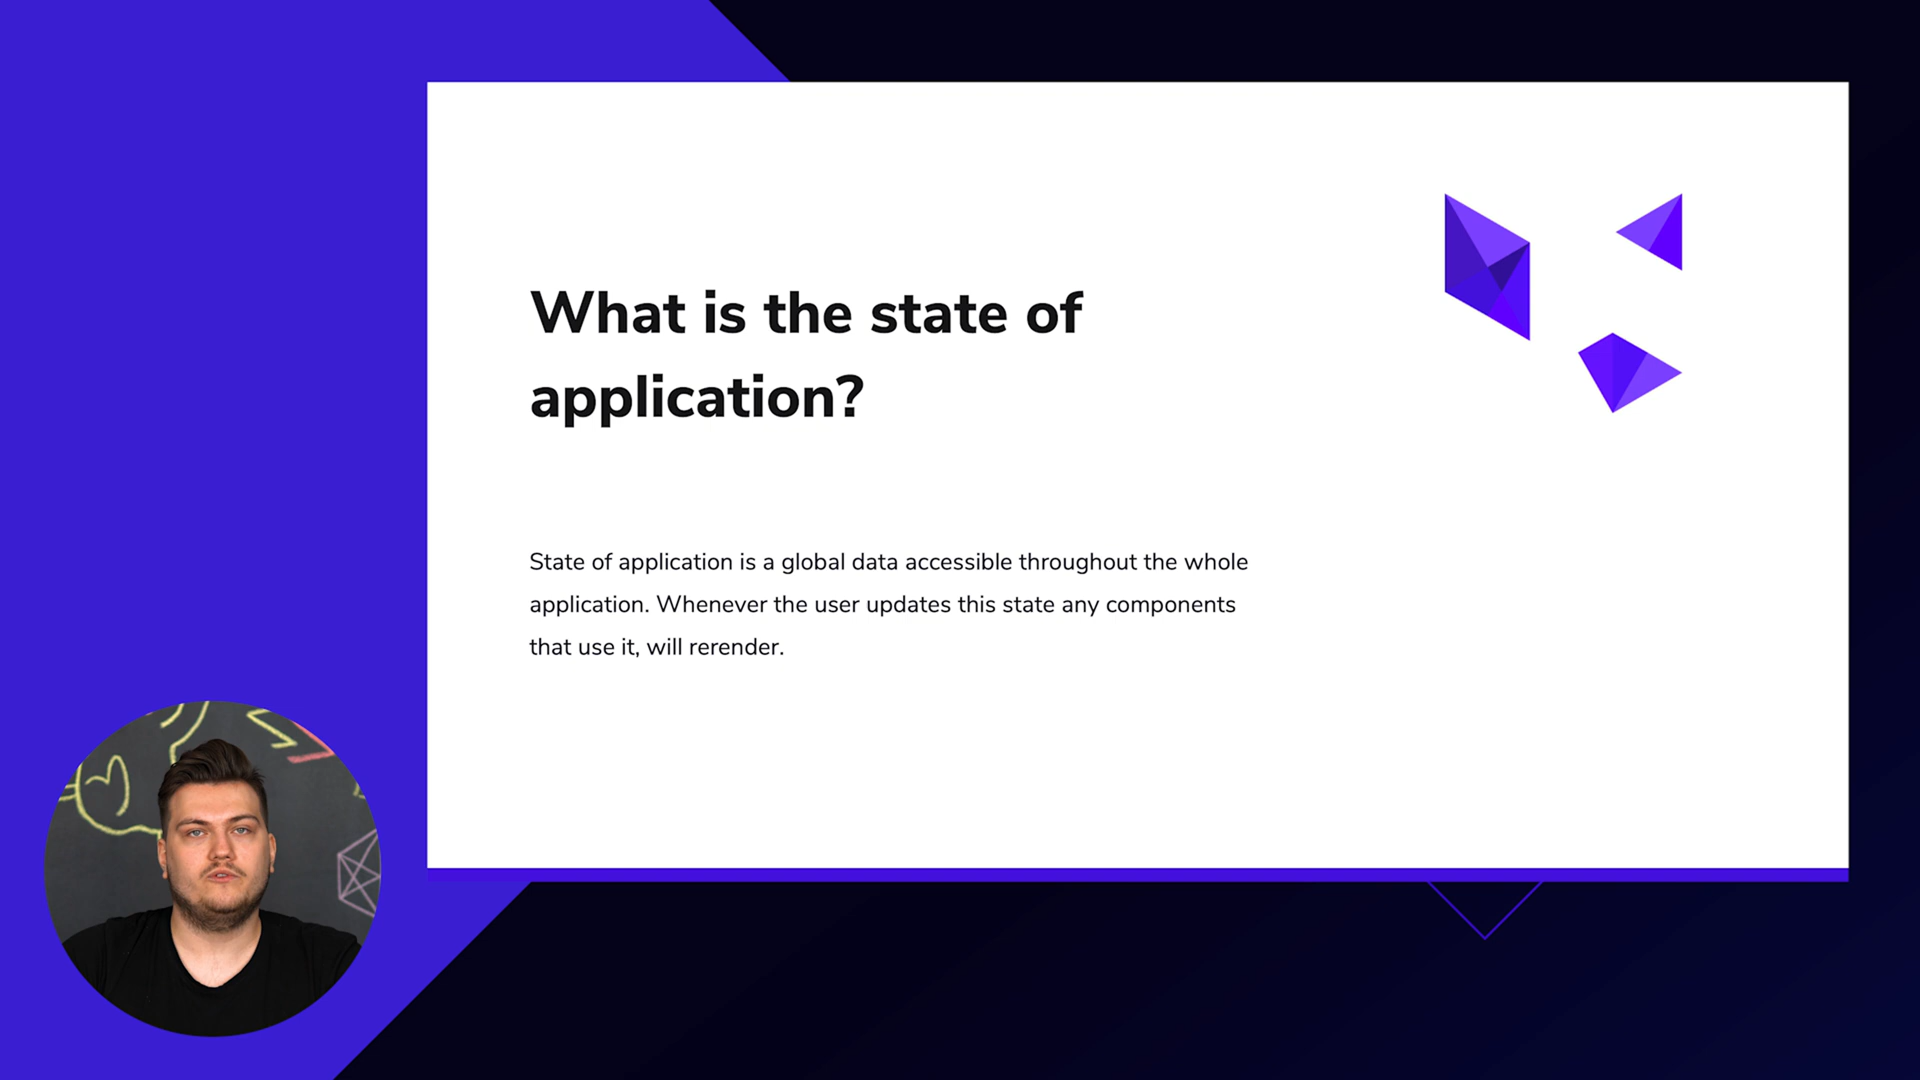 What is the state of
application?
State of application is a global data accessible throughout the whole
application. Whenever the user updates this state any components
that use it, will rerender.